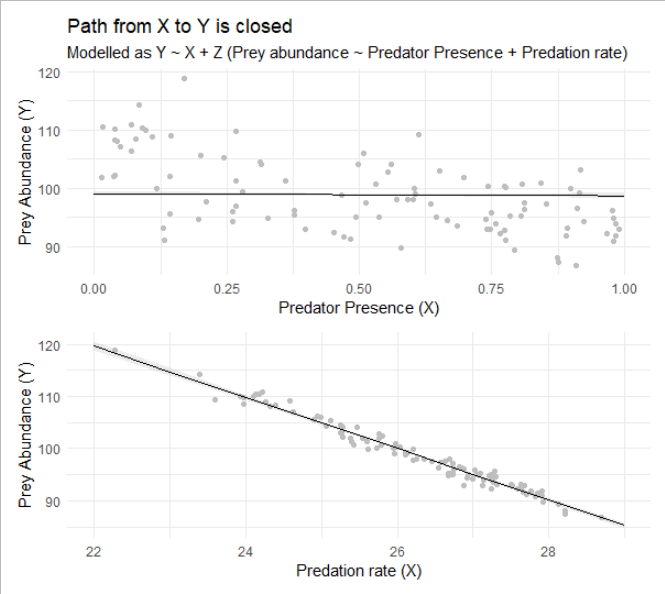 Path from X to Y is closed
Modelled as Y ~ X + Z (Prey abundance ~ Predator Presence + Predation rate)
120
110
100
90
Prey Abundance (Y)
0.00 0.25 0.50 0.75 1.00
Predator Presence (X)
120
110
100
90
Prey Abundance (Y)
22 24 26 28
Predation rate (X)